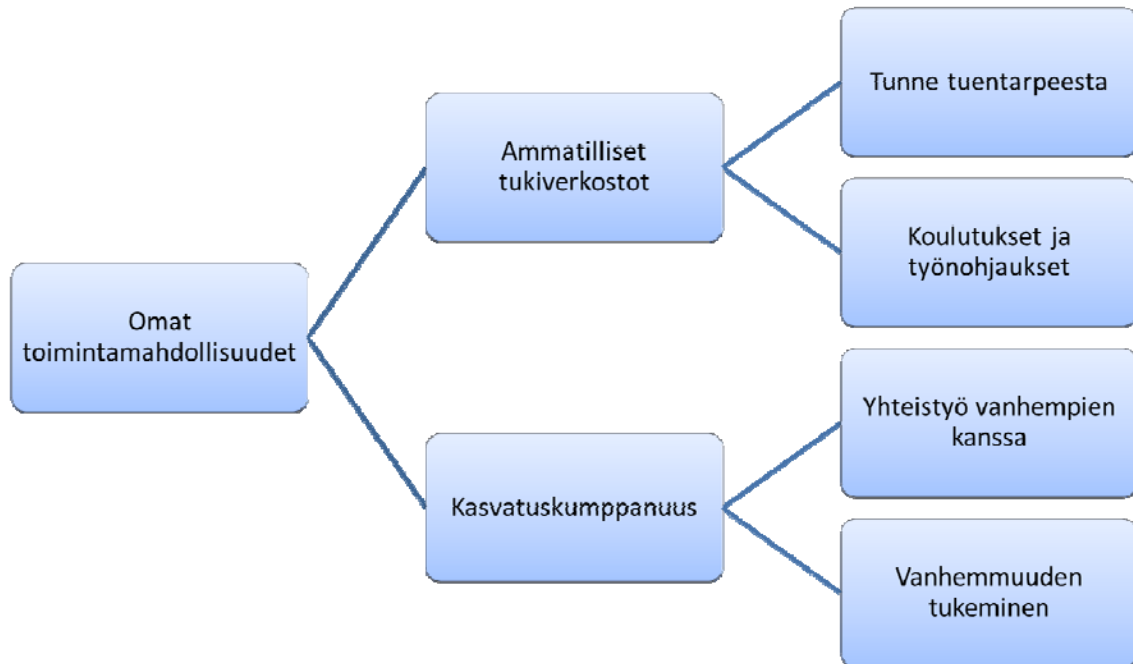 Omat
toimintamahdollisuudet
Ammatilliset
tukiverkostot
Tunne tuentarpeesta
Koulutukset ja
työnohjaukset
Kasvatuskumppanuus
Yhteistyö vanhempien
kanssa
Vanhemmuuden
tukeminen